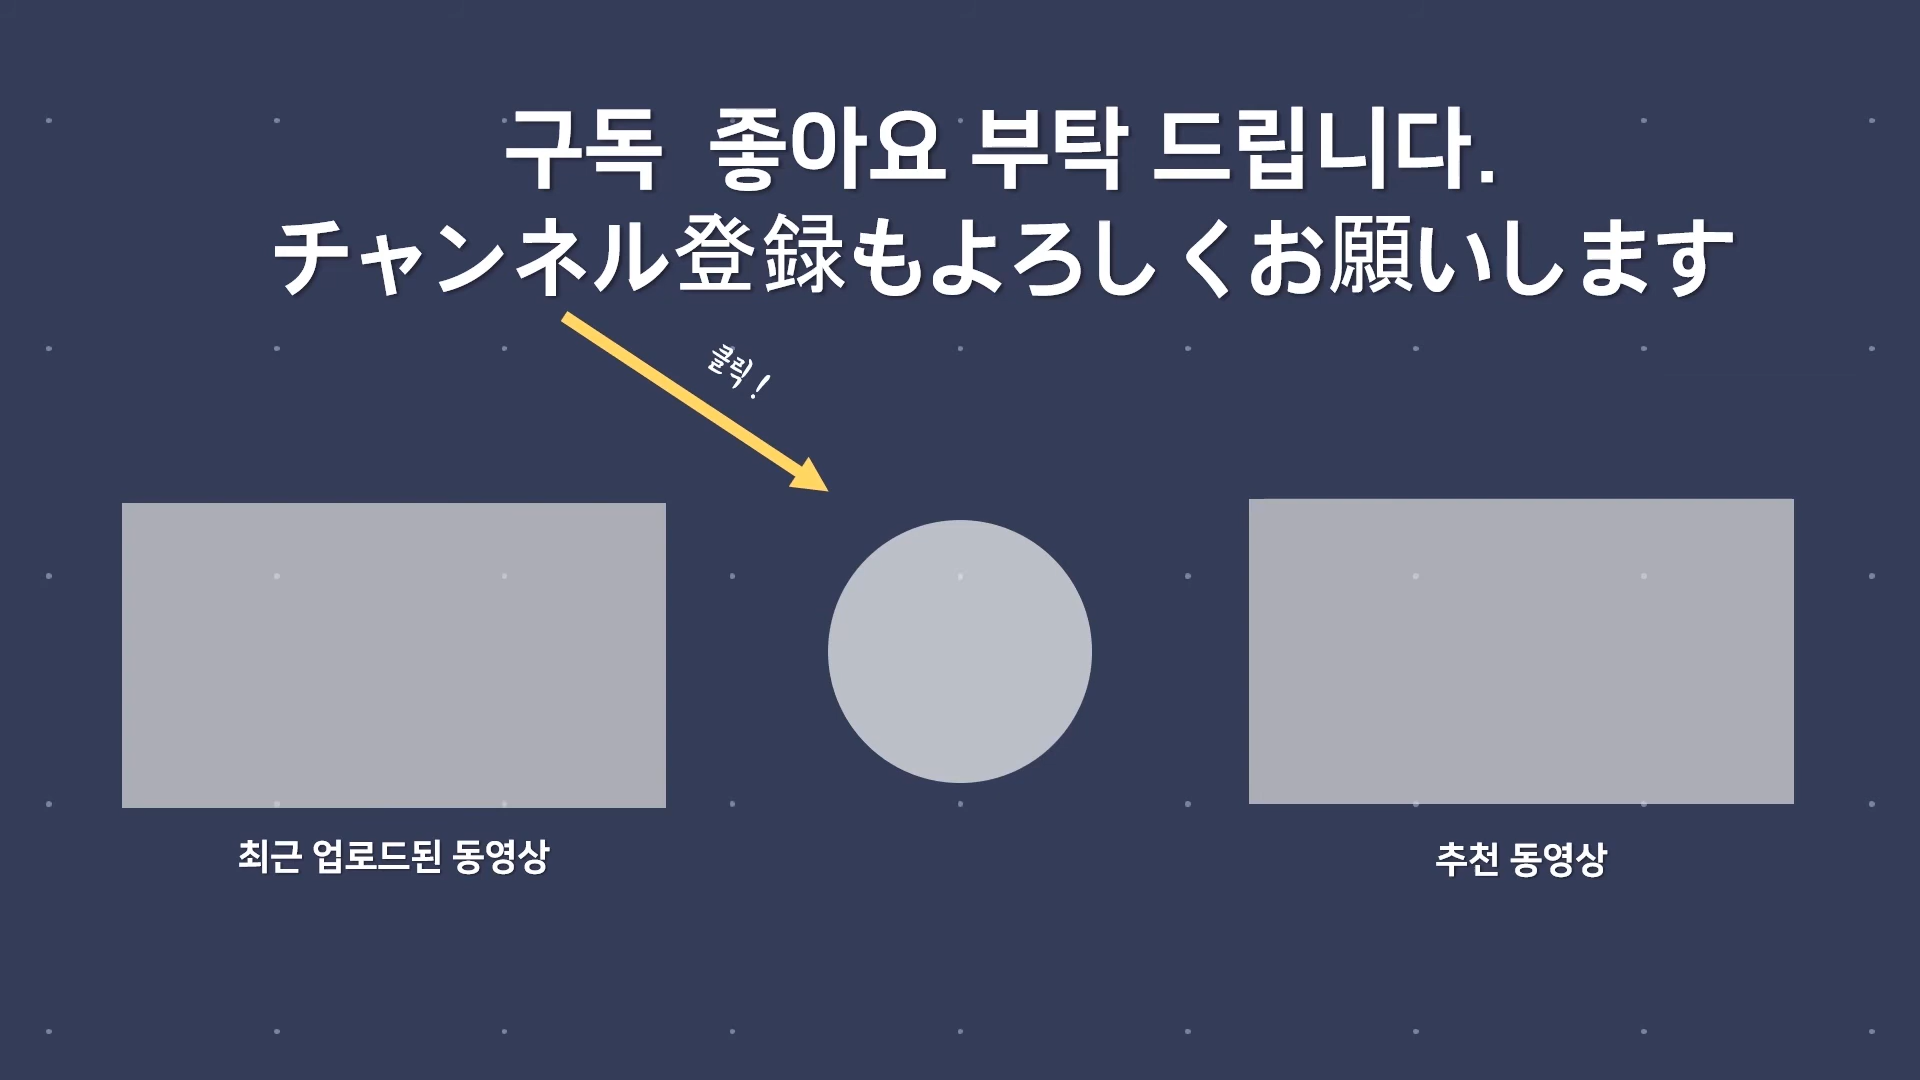 구독 좋아요 부탁 드립니다.
チャンネル登録もよろしくお願いします
클릭!
최근 업로드된 동영상
추천 동영상